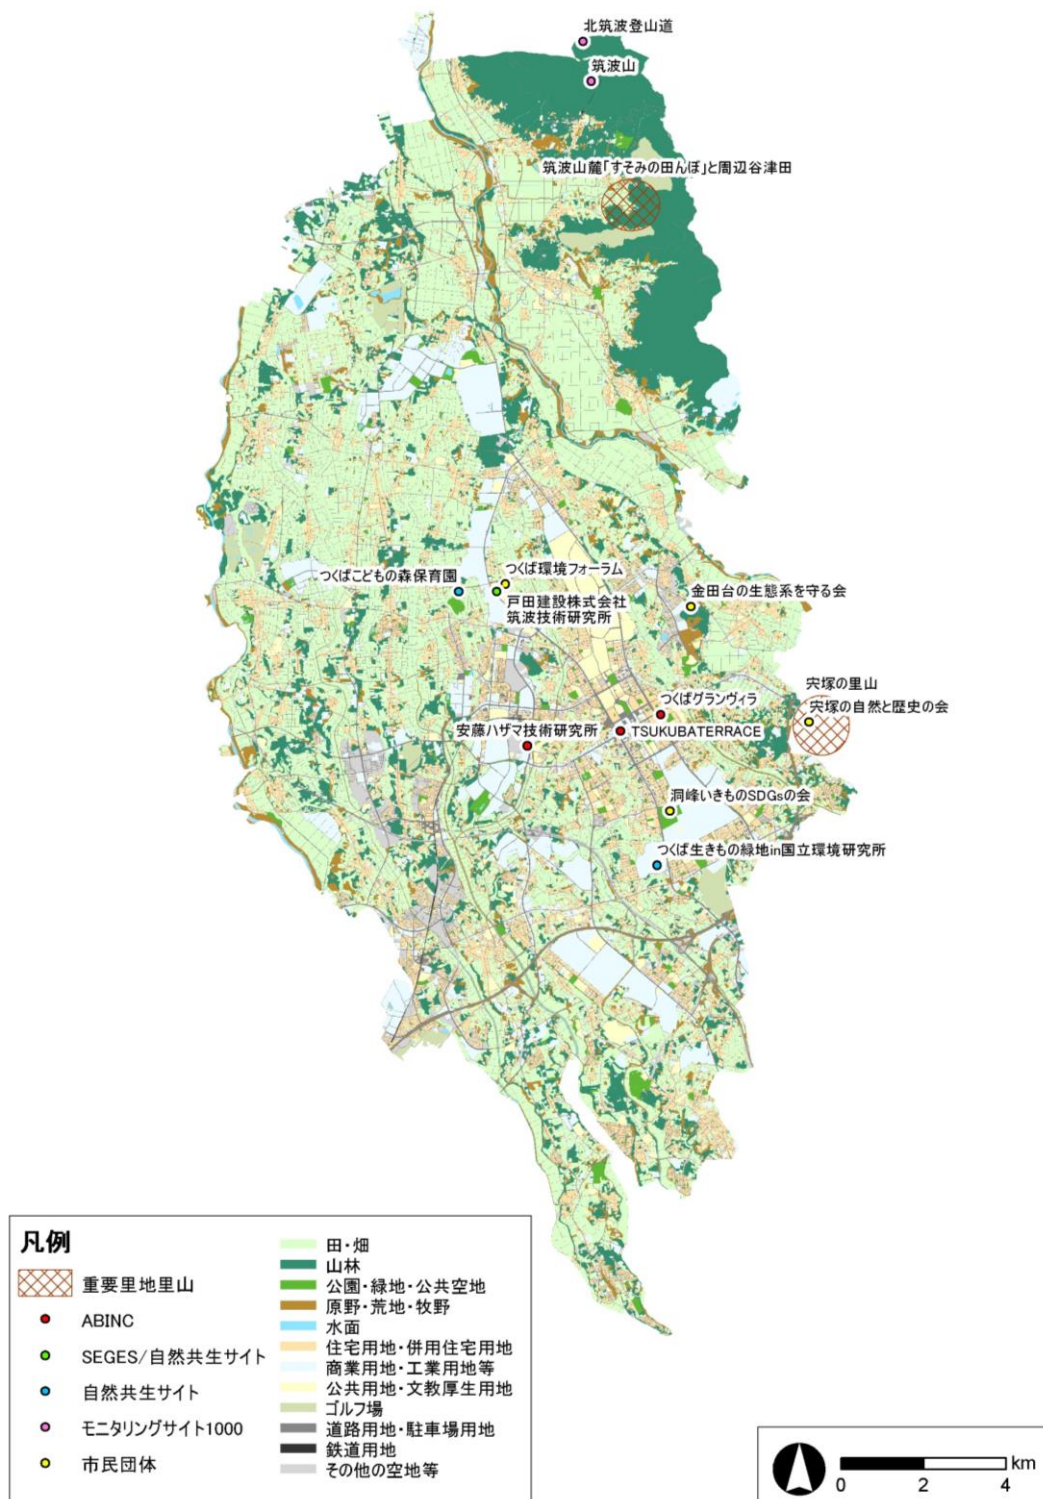 北筑波登山道
筑波山
筑波山麓「すそみの田んぼ」と周辺谷津田
つくば環境フォーラム
つくばこどもの森保育園
戸田建設株式会社
筑波技術研究所
金田台の生態系を守る会
宍塚の里山
つくばグランヴィラ
宍塚の自然と歴史の会
安藤ハザマ技術研究所
TSUKUBATERRACE
洞峰いきものSDGsの会
つくば生きもの緑地in国立環境研究所
凡例
重要里地里山
ABINC
SEGES/自然共生サイト
自然共生サイト
モニタリングサイト1000
市民団体
田・畑
山林
公園・緑地・公共空地
原野・荒地・牧野
水面
住宅用地・併用住宅用地
商業用地・工業用地等
公共用地・文教厚生用地
ゴルフ場
道路用地・駐車場用地
鉄道用地
その他の空地等
km
0 2 4